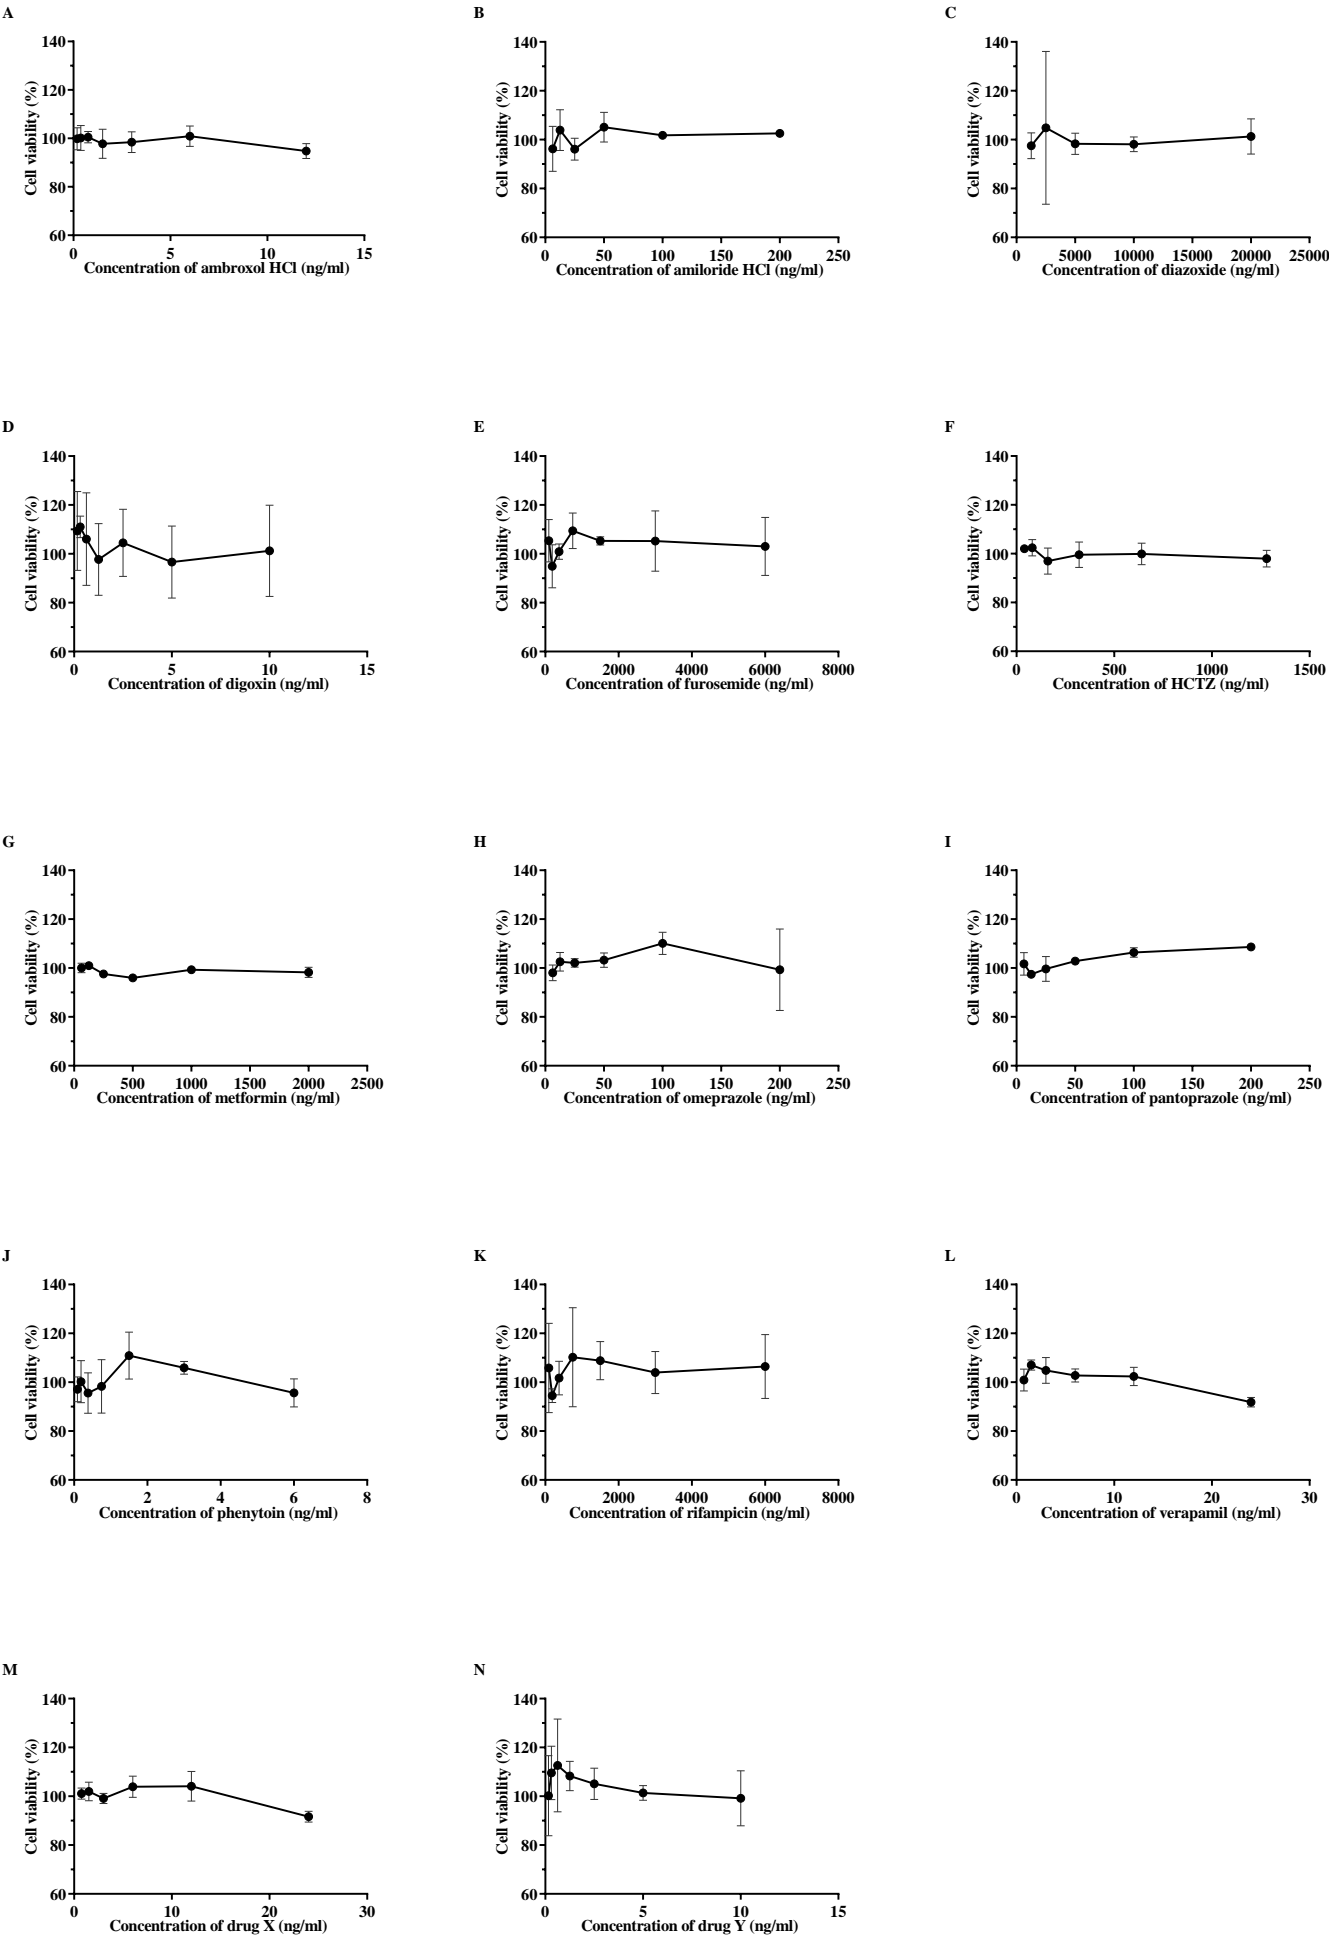 A
B
C
Cell viability (%)
140
120
100
80
60
0 5 10 15
Concentration of ambroxol HCl (ng/ml)
Cell viability (%)
140
120
100
80
60
0 50 100 150 200 250
Concentration of amiloride HCl (ng/ml)
Cell viability (%)
140
120
100
80
60
0 5000 10000 15000 20000 25000
Concentration of diazoxide (ng/ml)
D
E
F
Cell viability (%)
140
120
100
80
60
0 5 10 15
Concentration of digoxin (ng/ml)
Cell viability (%)
140
120
100
80
60
0 2000 4000 6000 8000
Concentration of furosemide (ng/ml)
Cell viability (%)
140
120
100
80
60
0 500 1000 1500
Concentration of HCTZ (ng/ml)
G
H
I
Cell viability (%)
140
120
100
80
60
0 500 1000 1500 2000 2500
Concentration of metformin (ng/ml)
Cell viability (%)
140
120
100
80
60
0 50 100 150 200 250
Concentration of omeprazole (ng/ml)
Cell viability (%)
140
120
100
80
60
0 50 100 150 200 250
Concentration of pantoprazole (ng/ml)
J
K
L
Cell viability (%)
140
120
100
80
60
0 2 4 6 8
Concentration of phenytoin (ng/ml)
Cell viability (%)
140
120
100
80
60
0 2000 4000 6000 8000
Concentration of rifampicin (ng/ml)
Cell viability (%)
140
120
100
80
60
0 10 20 30
Concentration of verapamil (ng/ml)
M
N
Cell viability (%)
140
120
100
80
60
0 10 20 30
Concentration of drug X (ng/ml)
Cell viability (%)
140
120
100
80
60
0 5 10 15
Concentration of drug Y (ng/ml)